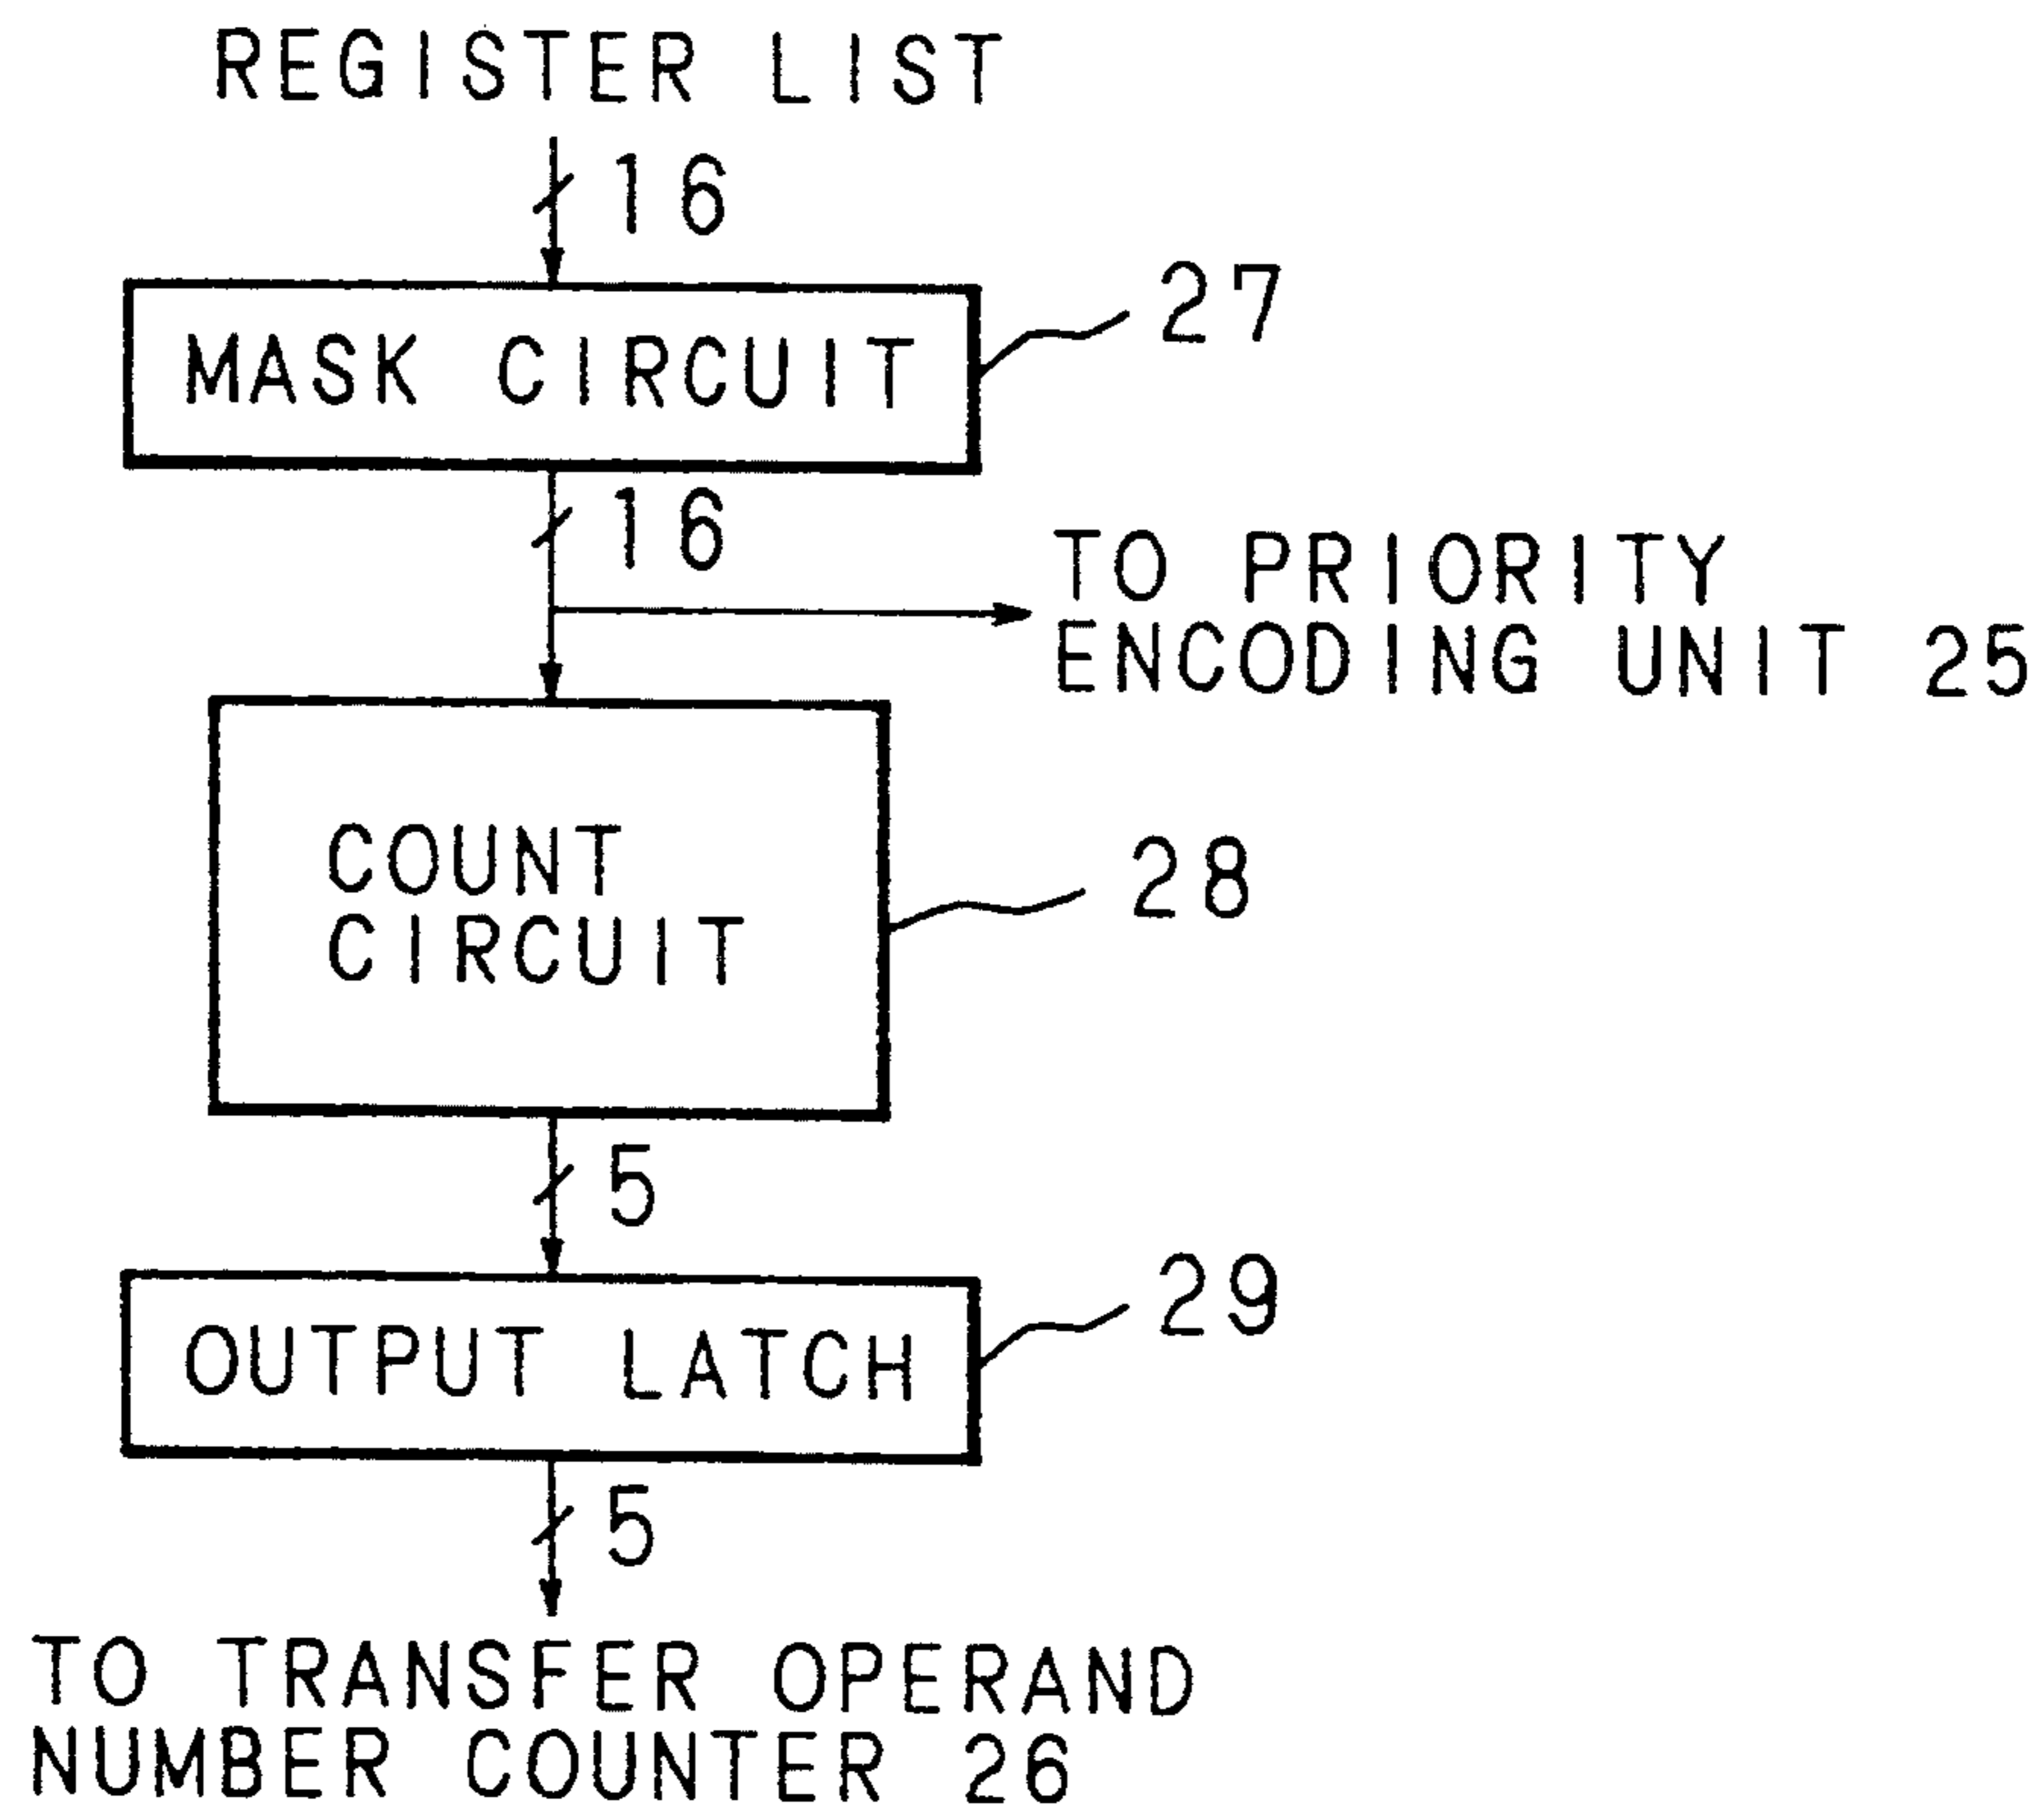 REGISTER LIST
16
MASK CIRCUIT
27
16
TO PRIORITY
ENCODING UNIT 25
COUNT
CIRCUIT
28
5
OUTPUT LATCH
29
5
TO TRANSFER OPERAND
NUMBER COUNTER 26